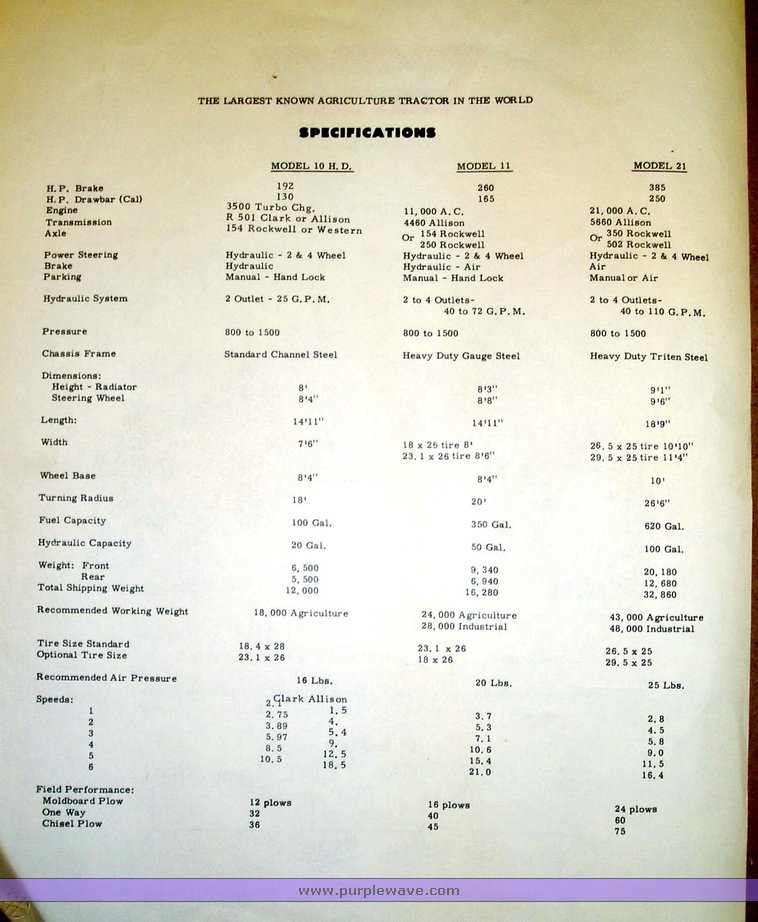 THE LARGEST KNOWN AGRICULTURE TRACTOR IN THE WORLD
SPECIFICATIONS
MODEL 10 H.D. MODEL 11 MODEL 21
H.P. Brake 192 260 385
H.P. Drawbar (Cal) 130 165 250
Engine 3500 Turbo Chg. 11,000 A.C. 21,000 A.C.
Transmission R 501 Clark or Allison 4460 Allison 5660 Allison
Axle 154 Rockwell or Western Or 154 Rockwell Or 350 Rockwell
250 Rockwell 502 Rockwell
Power Steering Hydraulic - 2 & 4 Wheel Hydraulic - 2 & 4 Wheel Hydraulic - 2 & 4 Wheel
Brake Hydraulic Hydraulic - Air Air
Parking Manual - Hand Lock Manual - Hand Lock Manual or Air
Hydraulic System 2 Outlet - 25 G.P.M. 2 to 4 Outlets- 2 to 4 Outlets-
40 to 72 G.P.M. 40 to 110 G.P.M.
Pressure 800 to 1500 800 to 1500 800 to 1500
Chassis Frame Standard Channel Steel Heavy Duty Gauge Steel Heavy Duty Triten Steel
Dimensions:
Height - Radiator 8' 8'3" 9'1"
Steering Wheel 8'4" 8'8" 9'6"
Length: 14'11" 14'11" 18'9"
Width 7'6" 18 x 26 tire 8' 26.5 x 25 tire 10'10"
23.1 x 26 tire 8'6" 29.5 x 25 tire 11'4"
Wheel Base 8'4" 8'4" 10'
Turning Radius 18' 20' 26'6"
Fuel Capacity 100 Gal. 350 Gal. 620 Gal.
Hydraulic Capacity 20 Gal. 50 Gal. 100 Gal.
Weight: Front 6,500 9,340 20,180
Rear 5,500 6,940 12,680
Total Shipping Weight 12,000 16,280 32,860
Recommended Working Weight 18,000 Agriculture 24,000 Agriculture 43,000 Agriculture
28,000 Industrial 48,000 Industrial
Tire Size Standard 18.4 x 28 23.1 x 26 26.5 x 25
Optional Tire Size 23.1 x 26 18 x 26 29.5 x 25
Recommended Air Pressure 16 Lbs. 20 Lbs. 25 Lbs.
Speeds: Clark Allison
1 2.1 1.5 3.7 2.8
2 2.75 4. 5.3 4.5
3 3.89 5.4 7.1 5.8
4 5.97 9. 10.6 9.0
5 8.5 12.5 15.4 11.5
6 10.5 18.5 21.0 16.4
Field Performance:
Moldboard Plow 12 plows 16 plows 24 plows
One Way 32 40 60
Chisel Plow 36 45 75
www.purplewave.com